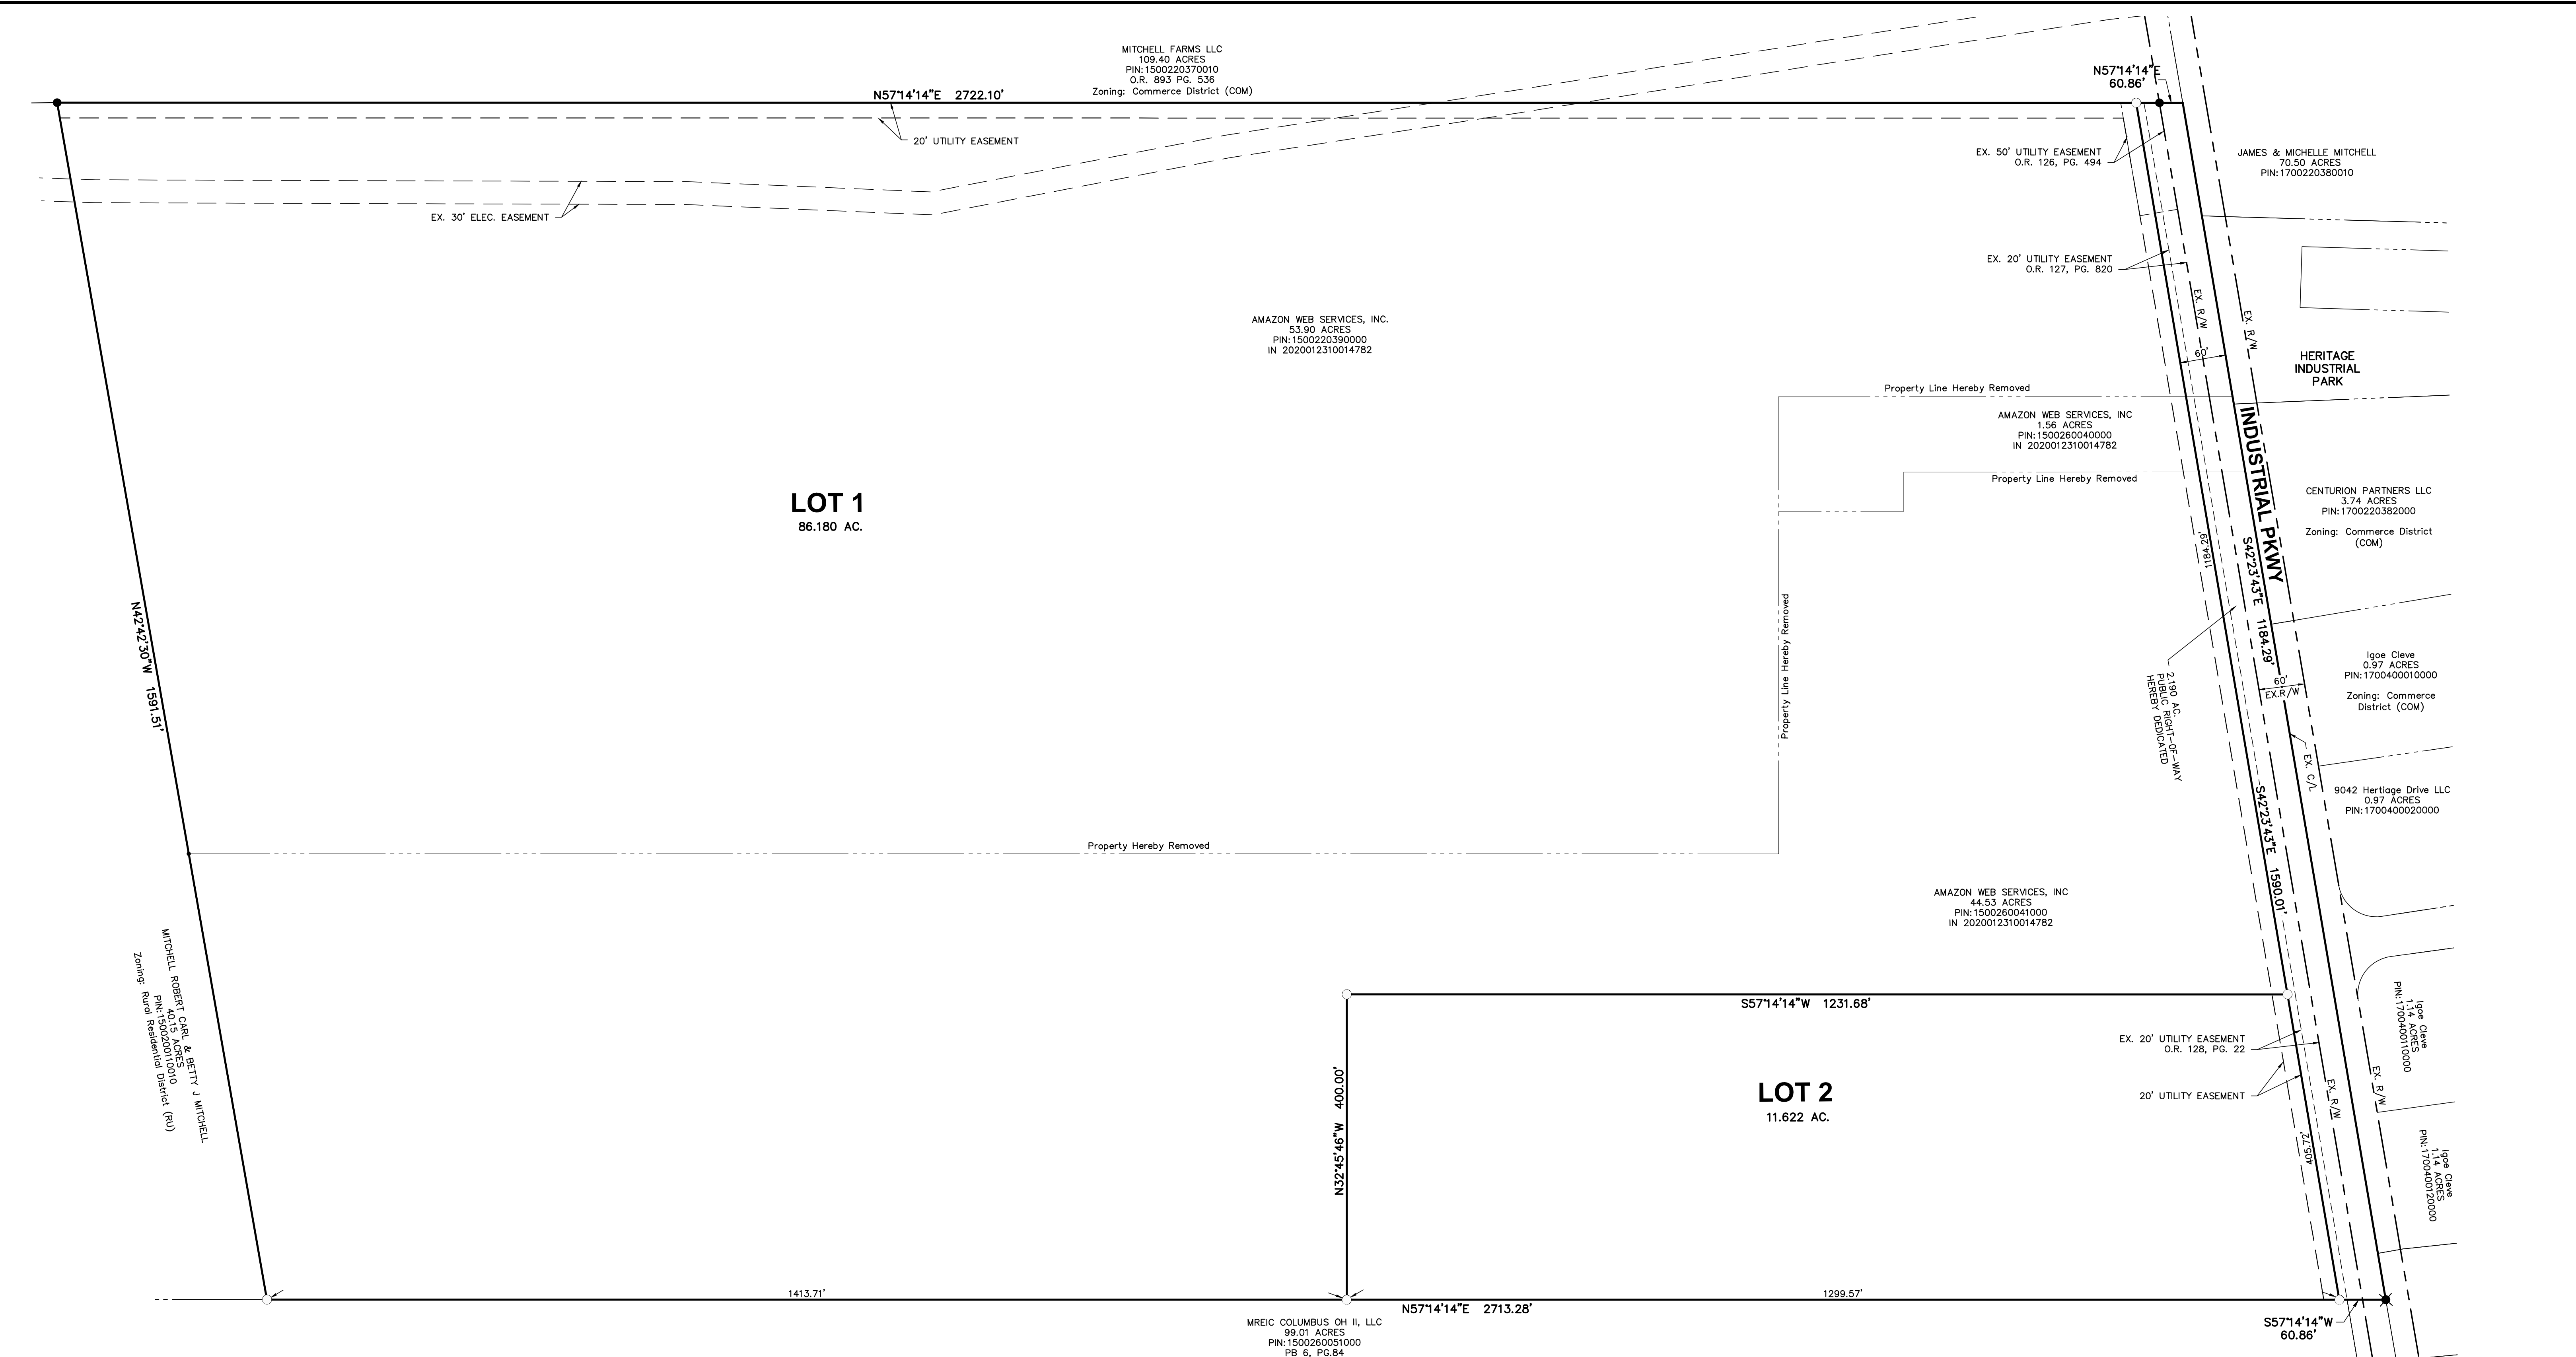 MITCHELL FARMS LLC
109.40 ACRES
PIN:1500220370010
O.R. 893 PG. 536
Zoning: Commerce District (COM)
N57°14'14"E 2722.10'
N57°14'14"E
60.86'
20' UTILITY EASEMENT
EX. 30' ELEC. EASEMENT
EX. 50' UTILITY EASEMENT
O.R. 126, PG. 494
JAMES & MICHELLE MITCHELL
70.50 ACRES
PIN:1700220380010
EX. 20' UTILITY EASEMENT
O.R. 127, PG. 820
EX. R/W
EX. R/W
60'
AMAZON WEB SERVICES, INC.
53.90 ACRES
PIN:1500220390000
IN 2020012310014782
HERITAGE
INDUSTRIAL
PARK
Property Line Hereby Removed
AMAZON WEB SERVICES, INC
1.56 ACRES
PIN:1500260040000
IN 2020012310014782
Property Line Hereby Removed
INDUSTRIAL PKWY
LOT 1
86.180 AC.
CENTURION PARTNERS LLC
3.74 ACRES
PIN:1700220382000
Zoning: Commerce District
(COM)
1184.29'
S42°23'43"E 1184.29'
N42°42'30"W 1591.51'
Property Line Hereby Removed
2.190 AC.
PUBLIC RIGHT-OF-WAY
HEREBY DEDICATED
60'
EX.R/W
Igoe Cleve
0.97 ACRES
PIN:1700400010000
Zoning: Commerce
District (COM)
EX. C/L
9042 Hertiage Drive LLC
0.97 ACRES
PIN:1700400020000
S42°23'43"E 1590.01'
Property Hereby Removed
AMAZON WEB SERVICES, INC
44.53 ACRES
PIN:1500260041000
IN 2020012310014782
MITCHELL ROBERT CARL & BETTY J MITCHELL
40.15 ACRES
PIN:1500200110010
Zoning: Rural Residential District (RU)
S57°14'14"W 1231.68'
Igoe Cleve
1.14 ACRES
PIN:1700400110000
EX. 20' UTILITY EASEMENT
O.R. 128, PG. 22
20' UTILITY EASEMENT
EX. R/W
EX. R/W
N32°45'46"W 400.00'
LOT 2
11.622 AC.
405.72'
Igoe Cleve
1.14 ACRES
PIN:1700400120000
1413.71'
1299.57'
N57°14'14"E 2713.28'
S57°14'14"W
60.86'
MREIC COLUMBUS OH II, LLC
99.01 ACRES
PIN:1500260051000
PB 6, PG.84